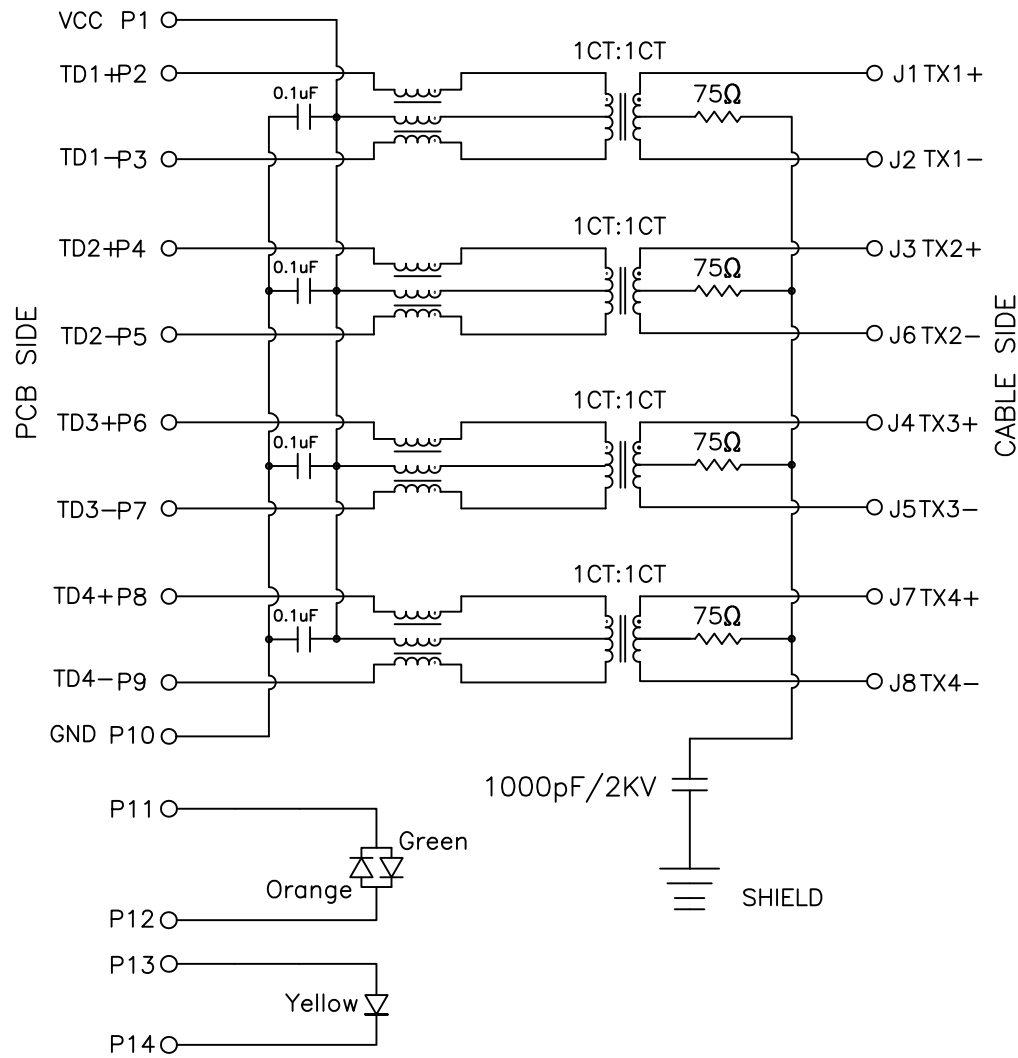 VCC P1
1CT:1CT
TD1+P2
J1 TX1+
0.1uF
75Ω
TD1-P3
J2 TX1-
1CT:1CT
TD2+P4
J3 TX2+
0.1uF
75Ω
TD2-P5
J6 TX2-
PCB SIDE
CABLE SIDE
1CT:1CT
TD3+P6
J4 TX3+
0.1uF
75Ω
TD3-P7
J5 TX3-
1CT:1CT
TD4+P8
J7 TX4+
0.1uF
75Ω
TD4-P9
J8 TX4-
GND P10
1000pF/2KV
P11
Green
Orange
SHIELD
P12
P13
Yellow
P14